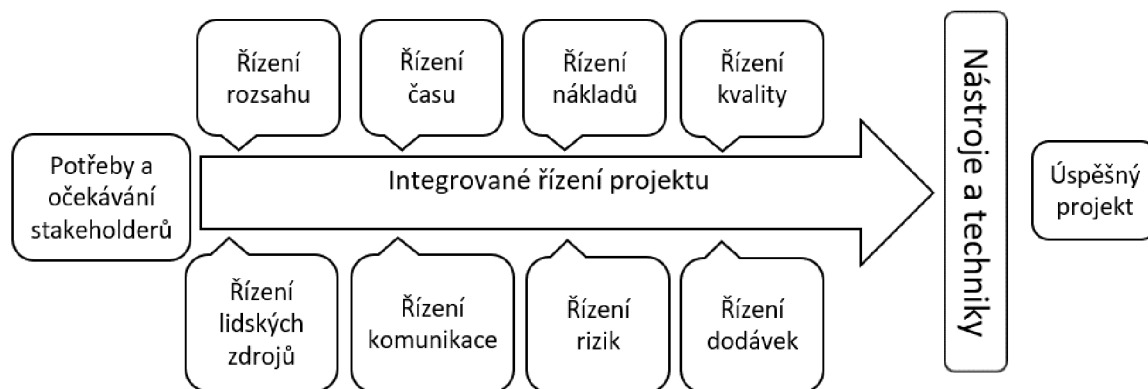 Řízení
rozsahu
Řízení
času
Řízení
nákladů
Řízení
kvality
Potřeby a
očekávání
stakeholderů
Integrované řízení projektu
Řízení
lidských
zdrojů
Řízení
komunikace
Řízení
rizik
Řízení
dodávek
Nástroje a techniky
Úspěšný
projekt